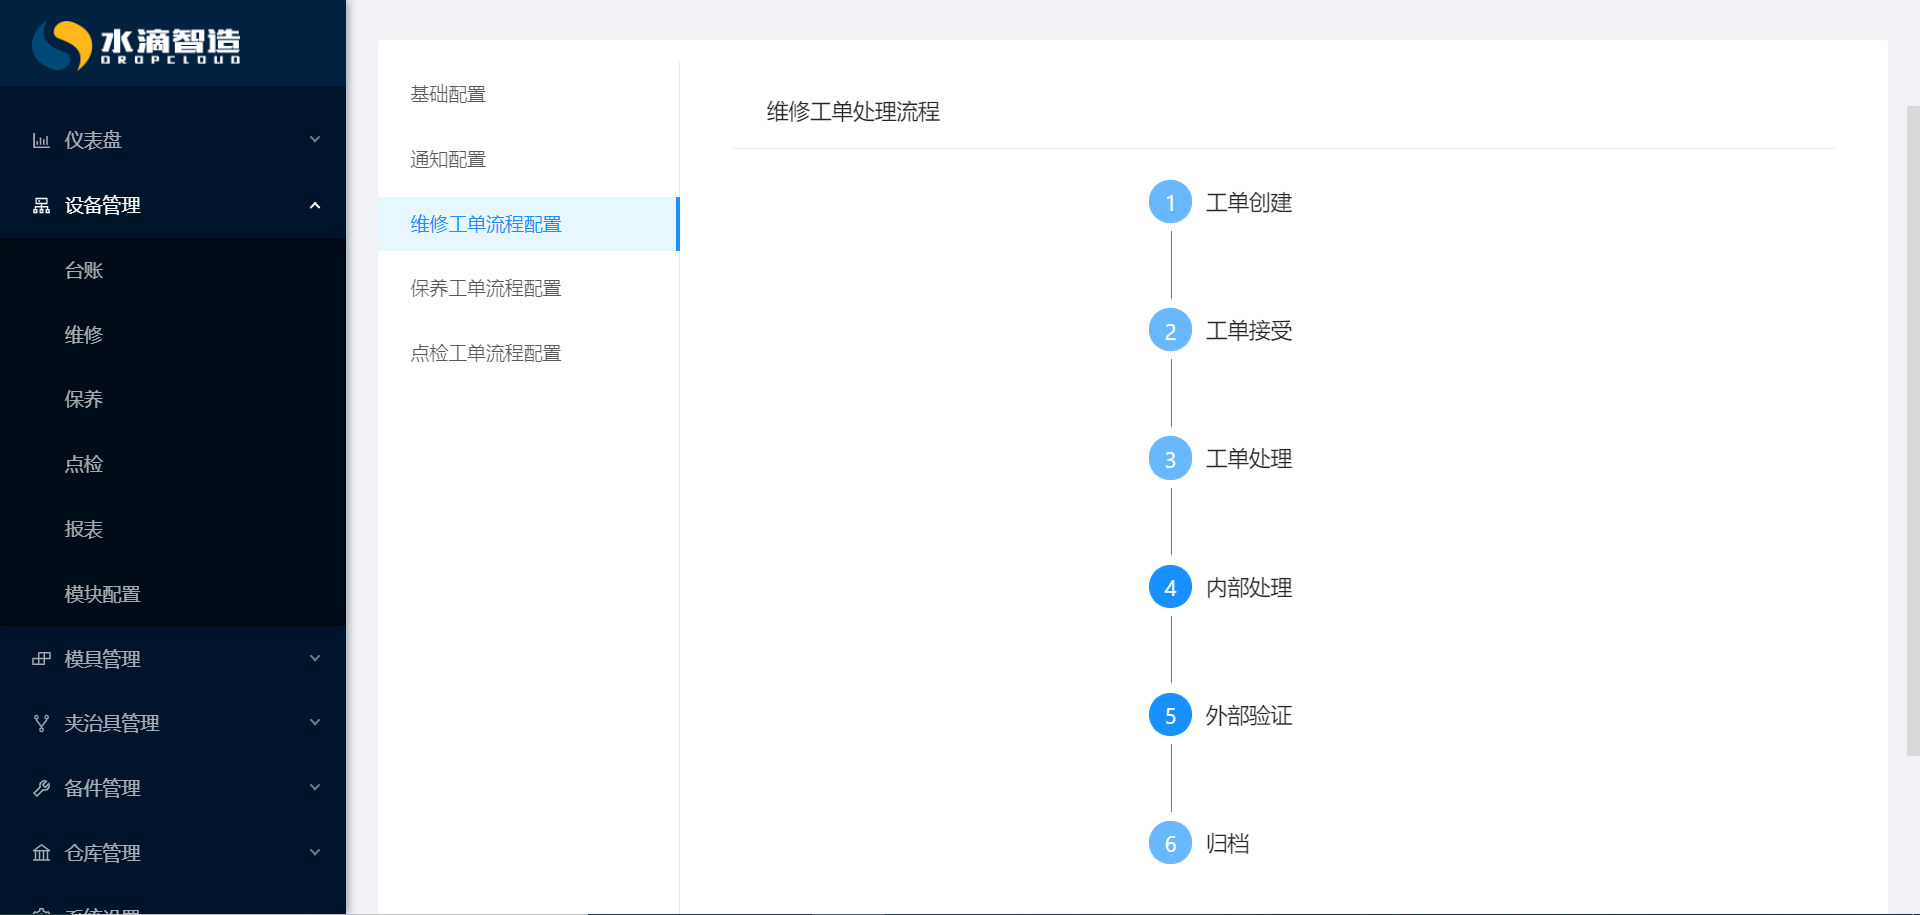 水滴智造
DROPCLOUD
仪表盘
设备管理
台账
维修
保养
点检
报表
模块配置
模具管理
夹治具管理
备件管理
仓库管理
系统设置
基础配置
通知配置
维修工单流程配置
保养工单流程配置
点检工单流程配置
维修工单处理流程
1 工单创建
2 工单接受
3 工单处理
4 内部处理
5 外部验证
6 归档